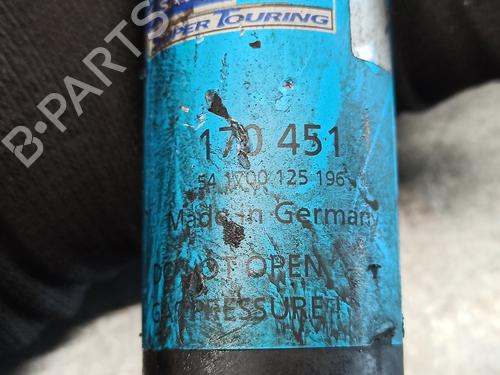 SUPER TOURING
170 451
54 1700 125 196
Made in Germany
DO NOT OPEN
GAS PRESSURE !
B-PARTS